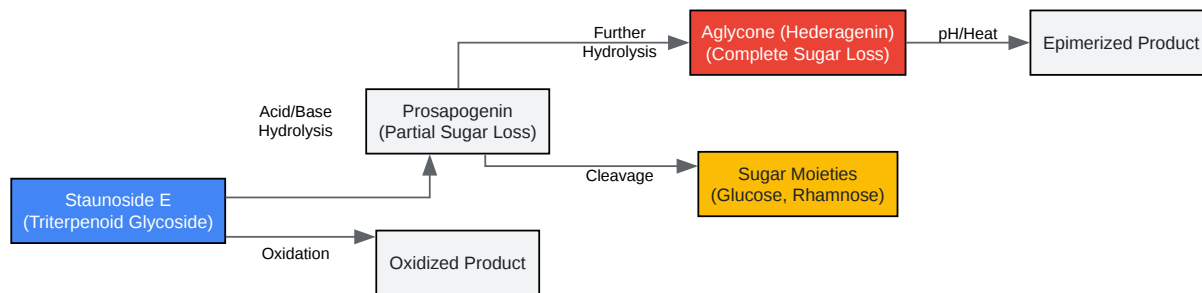 Further
Hydrolysis
Aglycone (Hederagenin)
(Complete Sugar Loss)
pH/Heat
Epimerized Product
Acid/Base
Hydrolysis
Prosapogenin
(Partial Sugar Loss)
Cleavage
Sugar Moieties
(Glucose, Rhamnose)
Staunoside E
(Triterpenoid Glycoside)
Oxidation
Oxidized Product